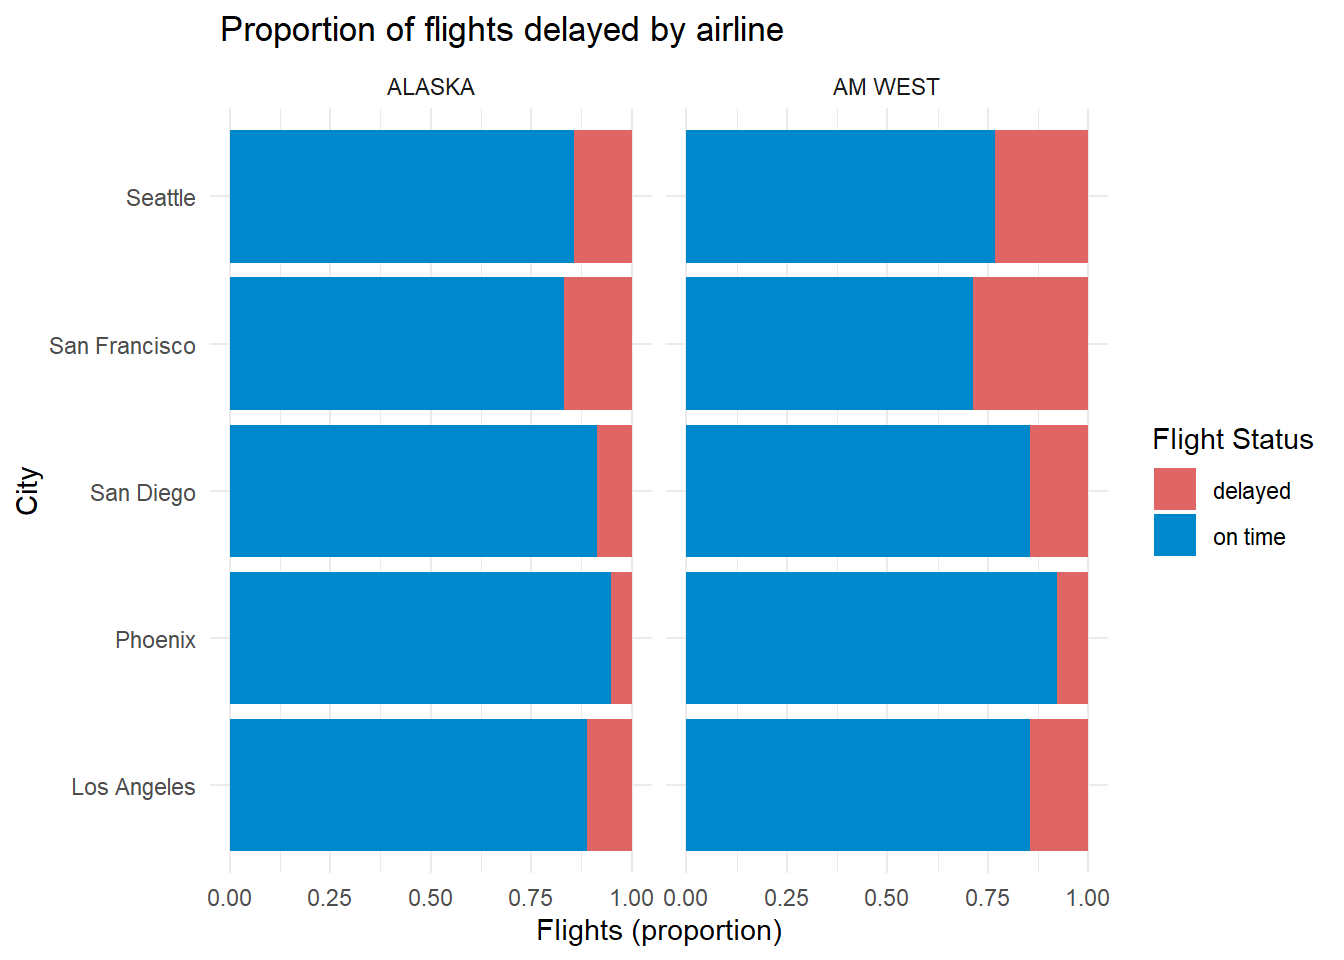 Proportion of flights delayed by airline
ALASKA AM WEST
Seattle
San Francisco
San Diego
Phoenix
Los Angeles
City
0.00 0.25 0.50 0.75 1.00 0.00 0.25 0.50 0.75 1.00
Flights (proportion)
Flight Status
delayed
on time